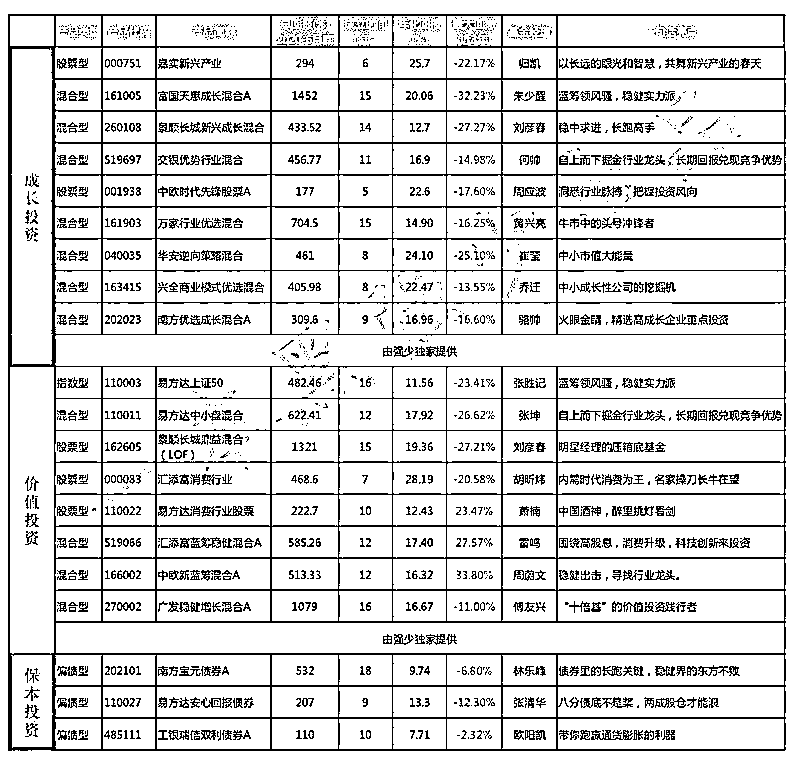 成长投资
股票型 000751 嘉实新兴产业 294 6 25.7 -22.17% 归凯 以长远的眼光和智慧，共舞新兴产业的春天
混合型 161005 富国天惠成长混合A 1452 15 20.06 -32.23% 朱少醒 蓝筹领风骚，稳健实力派
混合型 260108 景顺长城新兴成长混合 433.52 14 12.7 -27.27% 刘彦春 稳中求进，长跑高手
混合型 519697 交银优势行业混合 456.77 11 16.9 -14.98% 何帅 自上而下掘金行业龙头，长期回报兑现竞争优势
股票型 001938 中欧时代先锋股票A 177 5 22.6 -17.60% 周应波 洞悉行业脉搏，把握投资风向
混合型 161903 万家行业优选混合 704.5 15 14.90 -16.25% 黄兴亮 牛市中的头号冲锋者
混合型 040035 华安逆向策略混合 461 8 24.10 -25.10% 崔莹 中小市值大能量
混合型 163415 兴全商业模式优选混合 405.98 8 22.47 -13.55% 乔迁 中小成长性公司的挖掘机
混合型 202023 南方优选成长混合A 309.6 9 16.96 -16.60% 骆帅 火眼金睛，精选高成长企业重点投资
由强少独家提供
价值投资
指数型 110003 易方达上证50 482.46 16 11.56 -23.41% 张胜记 蓝筹领风骚，稳健实力派
混合型 110011 易方达中小盘混合 622.41 12 17.92 -26.62% 张坤 自上而下掘金行业龙头，长期回报兑现竞争优势
股票型 162605 景顺长城鼎益混合（LOF） 1321 15 19.36 -27.21% 刘彦春 明星经理的压箱底基金
股票型 000083 汇添富消费行业 468.6 7 28.19 -20.58% 胡昕炜 内需时代消费为王，名家操刀长牛在望
股票型 110022 易方达消费行业股票 222.7 10 12.43 23.47% 萧楠 中国酒神，醉里挑灯看剑
混合型 519066 汇添富蓝筹稳健混合A 585.26 12 17.40 27.57% 雷鸣 围绕高股息，消费升级，科技创新来投资
混合型 166002 中欧新蓝筹混合A 513.33 12 16.32 33.80% 周蔚文 稳健出击，寻找行业龙头。
混合型 270002 广发稳健增长混合A 1079 16 16.67 -11.00% 傅友兴 “十倍基”的价值投资践行者
由强少独家提供
保本投资
偏债型 202101 南方宝元债券A 532 18 9.74 -6.80% 林乐峰 债券里的长跑关键，稳健界的东方不败
偏债型 110027 易方达安心回报债券 207 9 13.3 -12.30% 张清华 八分债底不是桨，两成股仓才能浪
偏债型 485111 工银瑞信双利债券A 110 10 7.71 -2.32% 欧阳凯 带你跑赢通货膨胀的利器